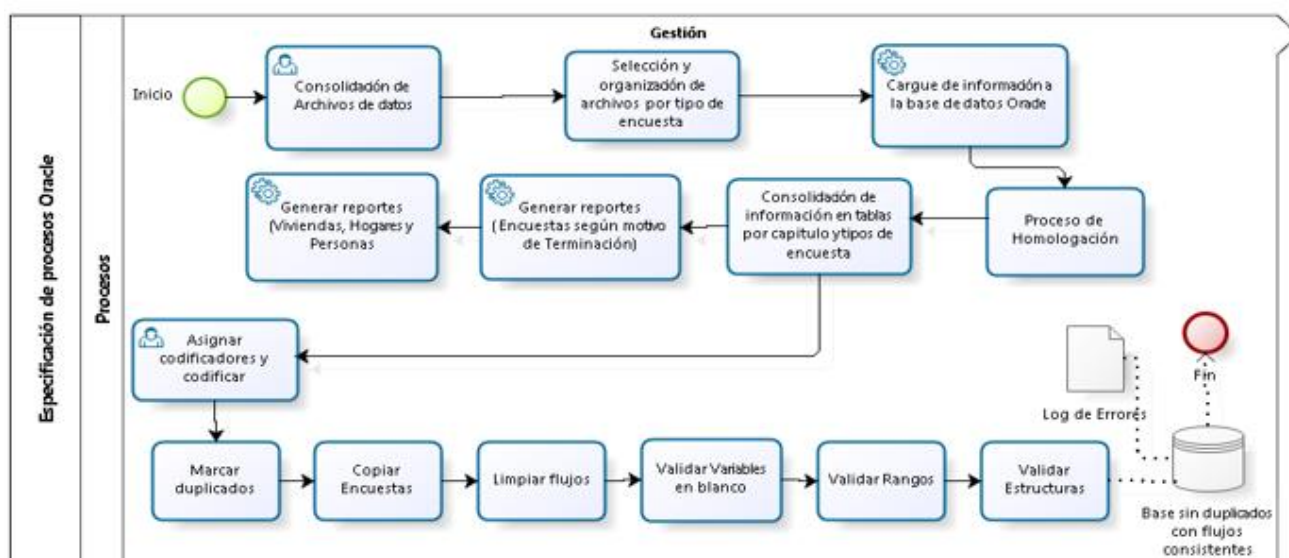 Especificación de procesos Oracle
Procesos
Gestión
Inicio
Consolidación de
Archivos de datos
Selección y
organización de
archivos por tipo de
encuesta
Cargue de información a
la base de datos Orade
Generar reportes
(Viviendas, Hogares y
Personas
Generar reportes
( Encuestas según motivo
de Terminación)
Consolidación de
información en tablas
por capitulo y tipos de
encuesta
Proceso de
Homologación
Asignar
codificadores y
codificar
Log de Errores
Fin
Marcar
duplicados
Copiar
Encuestas
Limpiar flujos
Validar Variables
en blanco
Validar Rangos
Validar
Estructuras
Base sin duplicados
con flujos
consistentes